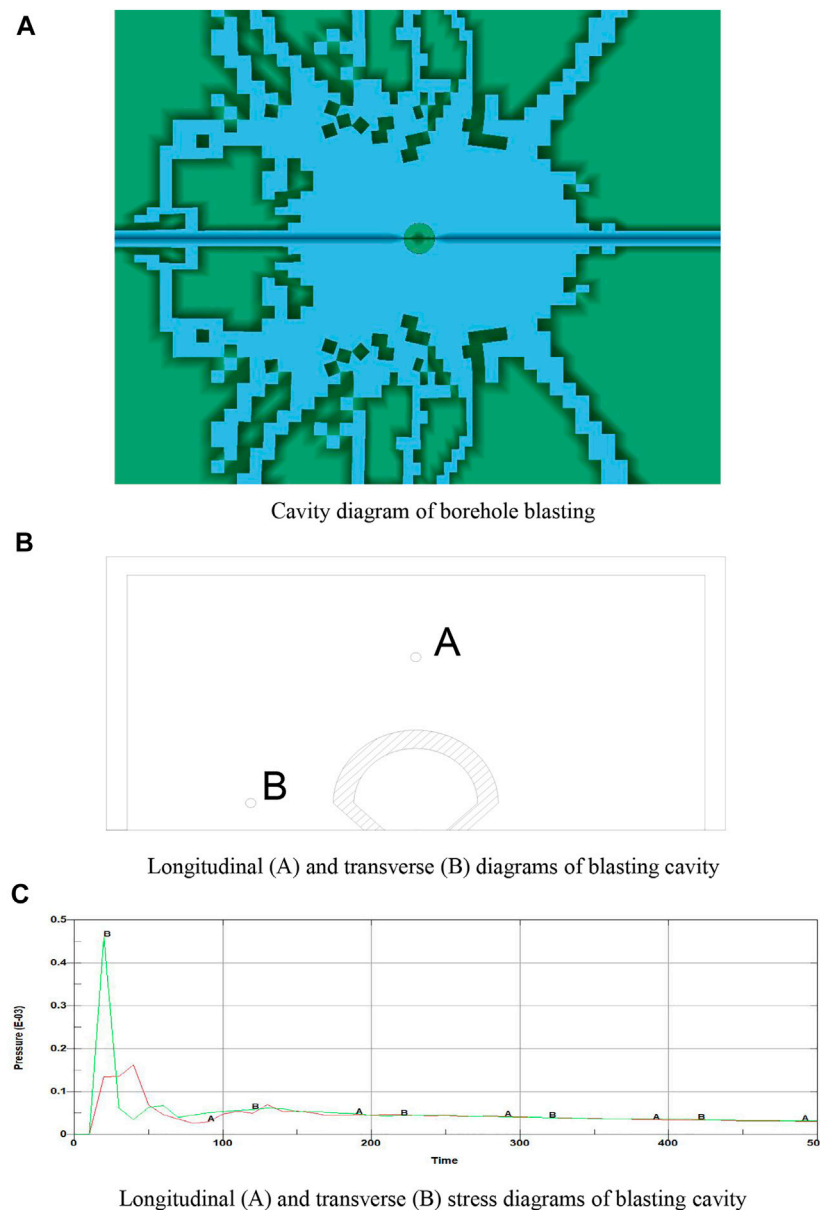 A
Cavity diagram of borehole blasting
B
A
B
Longitudinal (A) and transverse (B) diagrams of blasting cavity
C
0.5
0.4
0.3
0.2
0.1
0
Pressure (E-03)
B
A
B
A
B
A
B
A
B
A
0
100
200
300
400
50
Time
Longitudinal (A) and transverse (B) stress diagrams of blasting cavity